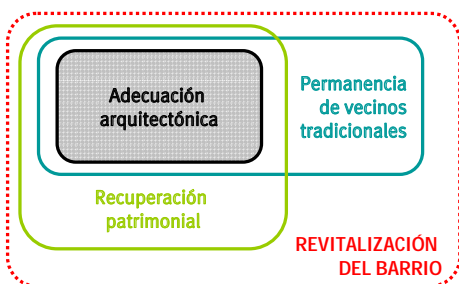 Adecuación
arquitectónica
Permanencia
de vecinos
tradicionales
Recuperación
patrimonial
REVITALIZACIÓN
DEL BARRIO